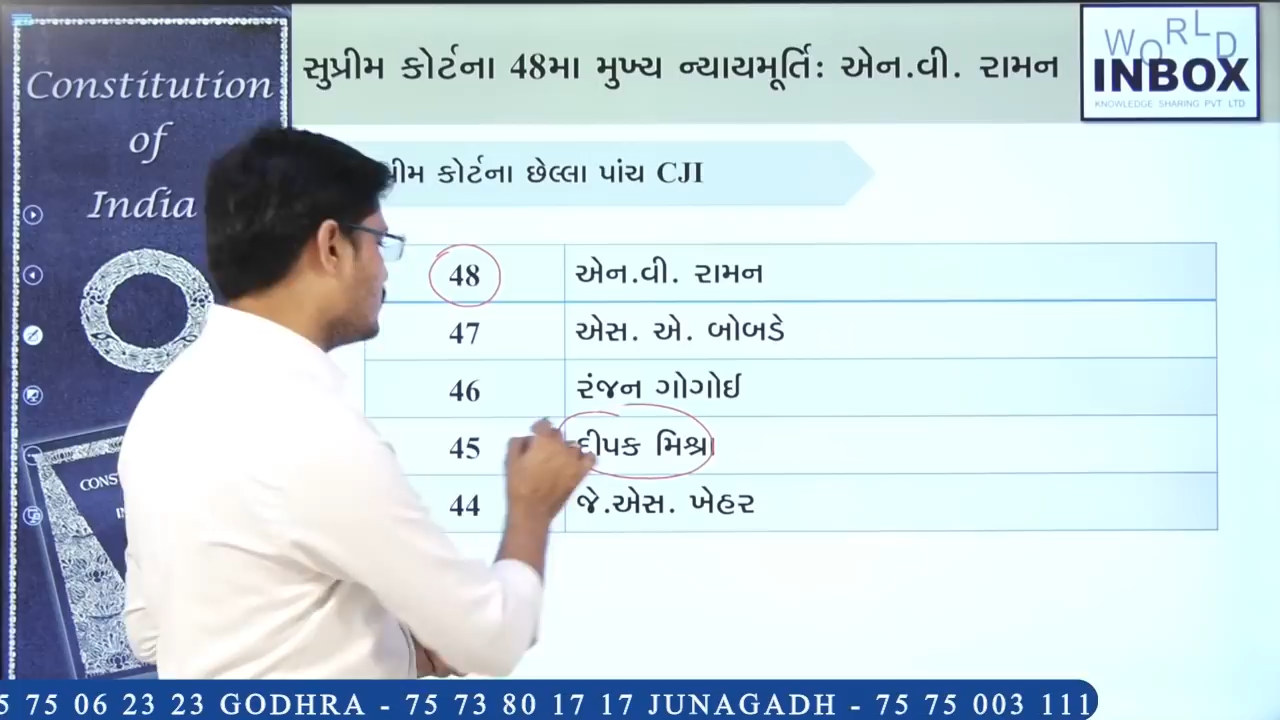 Constitution
of
India
સુપ્રીમ કોર્ટના 48મા મુખ્ય ન્યાયમૂર્તિઃ એન.વી. રામન
WORLD
INBOX
KNOWLEDGE SHARING PVT LTD
કોર્ટના છેલ્લા પાંચ CJI
48 એન.વી. રામન
47 એસ. એ. બોબડે
46 રંજન ગોગોઈ
45 દીપક મિશ્રા
44 જે.એસ. ખેહર
75 06 23 23 GODHRA - 75 73 80 17 17 JUNAGADH - 75 75 003 111